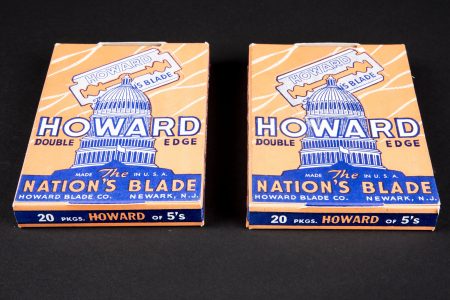 HOWARD
NATION'S BLADE
HOWARD
DOUBLE EDGE
MADE The IN U.S.A.
NATION'S BLADE
HOWARD BLADE CO. NEWARK, N.J.
20 PKGS. HOWARD OF 5's
HOWARD
NATION'S BLADE
HOWARD
DOUBLE EDGE
MADE The IN U.S.A.
NATION'S BLADE
HOWARD BLADE CO. NEWARK, N.J.
20 PKGS. HOWARD OF 5's